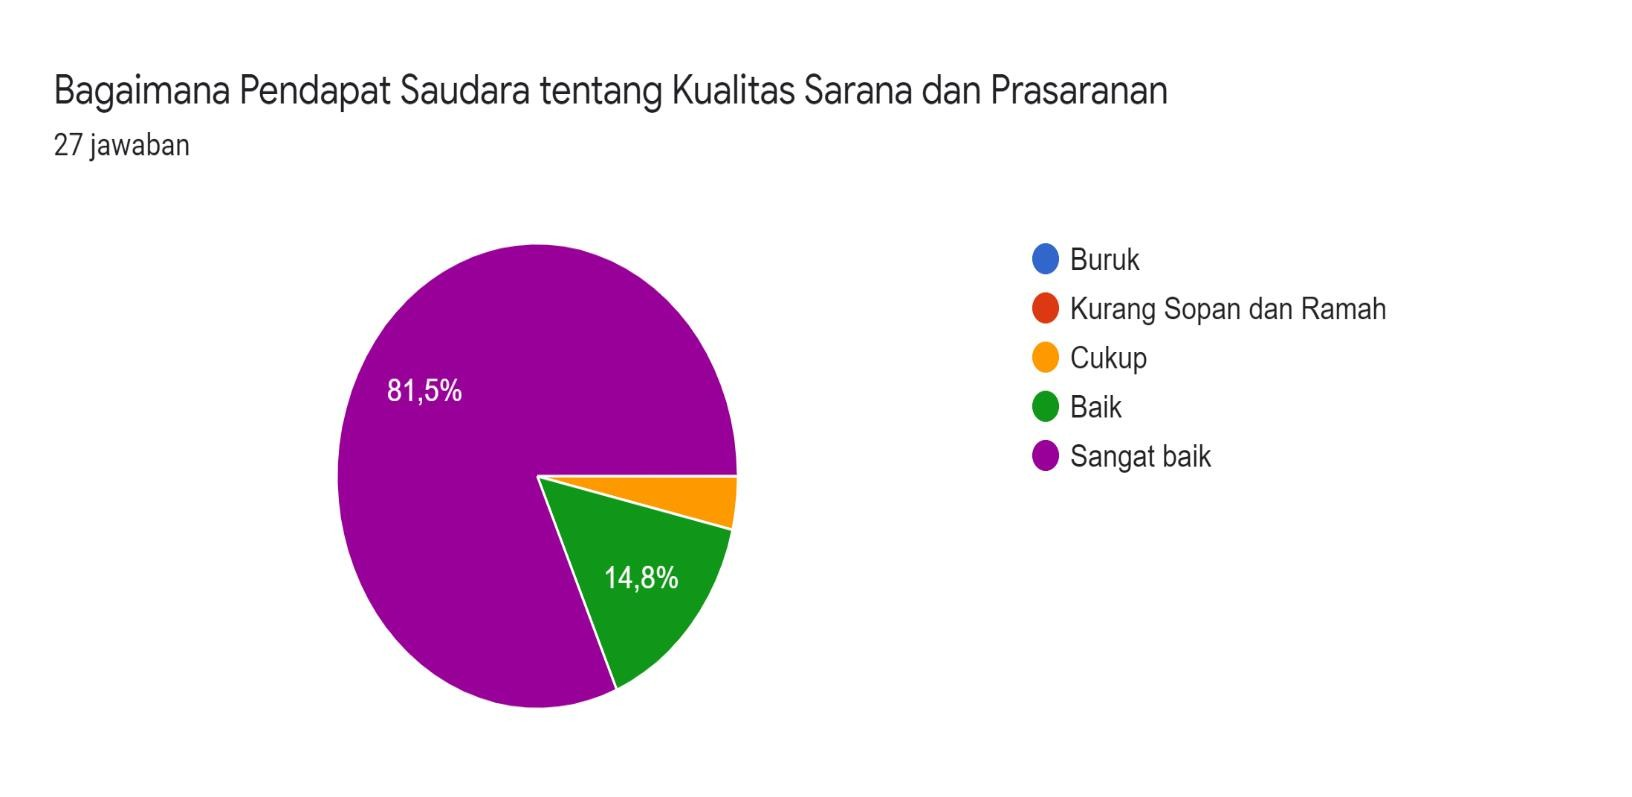 Bagaimana Pendapat Saudara tentang Kualitas Sarana dan Prasaranan
27 jawaban
81,5%
14,8%
Buruk
Kurang Sopan dan Ramah
Cukup
Baik
Sangat baik